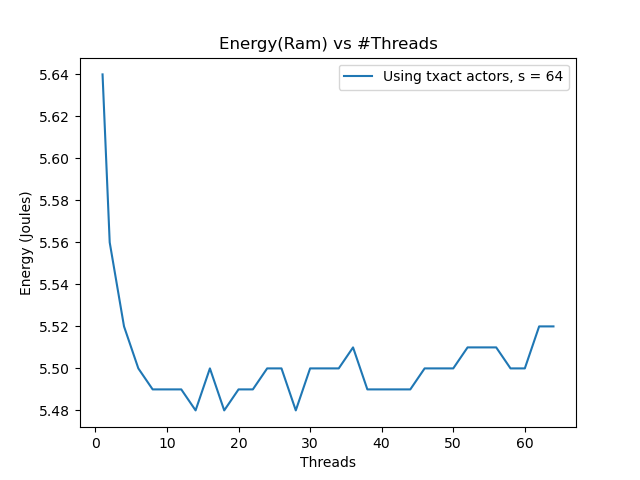 Energy(Ram) vs #Threads
Using txact actors, s = 64
Energy (Joules)
5.64
5.62
5.60
5.58
5.56
5.54
5.52
5.50
5.48
0 10 20 30 40 50 60
Threads